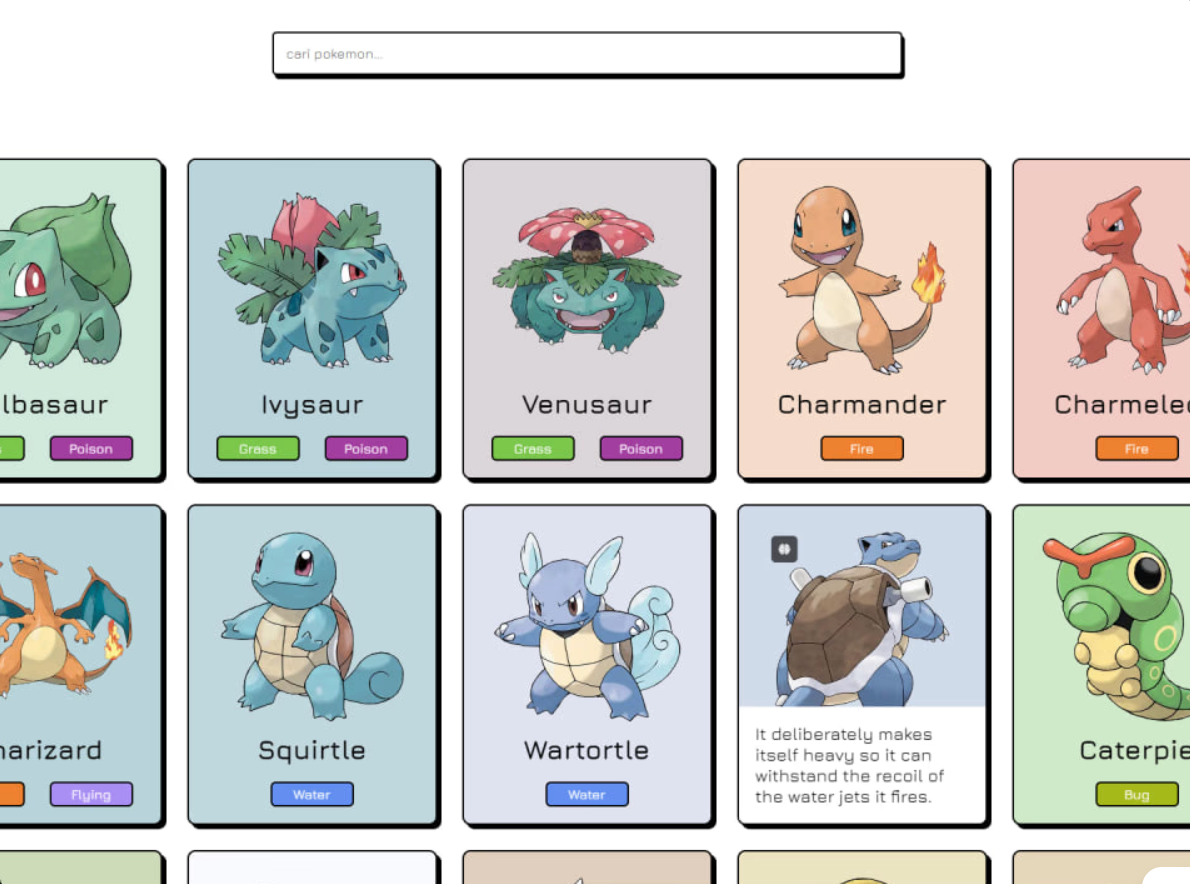 cari pokemon...
lbasaur
Poison
Ivysaur
Grass
Poison
Venusaur
Grass
Poison
Charmander
Fire
Charmelee
Fire
harizard
Flying
Squirtle
Water
Wartortle
Water
It deliberately makes
itself heavy so it can
withstand the recoil of
the water jets it fires.
Caterpie
Bug